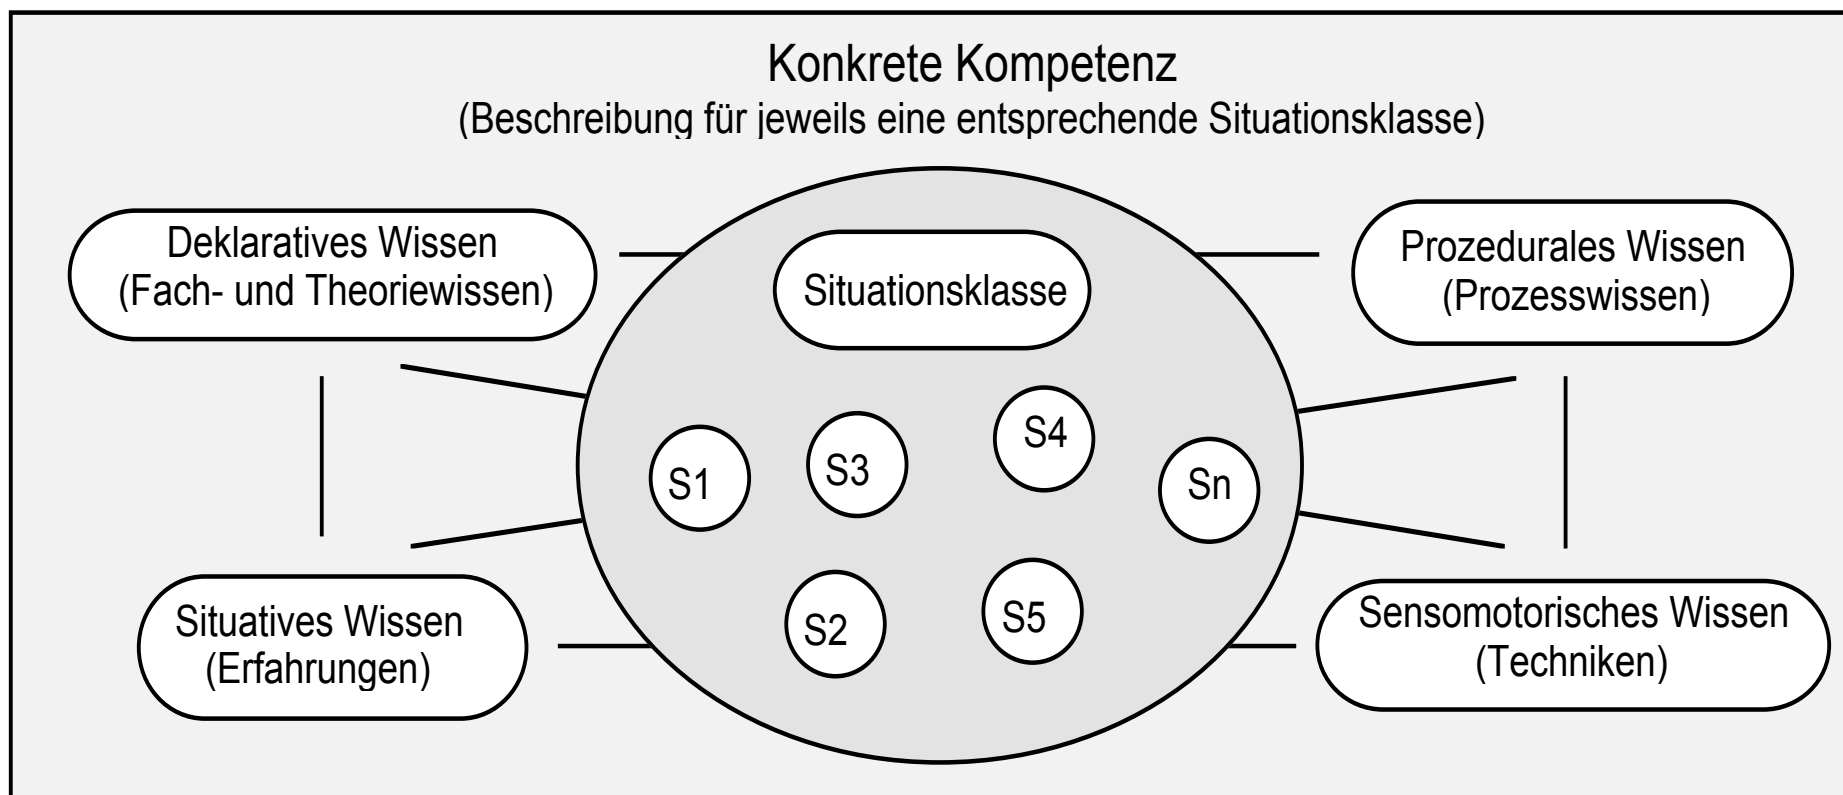 Konkrete Kompetenz
(Beschreibung für jeweils eine entsprechende Situationsklasse)
Deklaratives Wissen
(Fach- und Theoriewissen)
Situationsklasse
Prozedurales Wissen
(Prozesswissen)
S1
S3
S4
Sn
S2
S5
Situatives Wissen
(Erfahrungen)
Sensomotorisches Wissen
(Techniken)